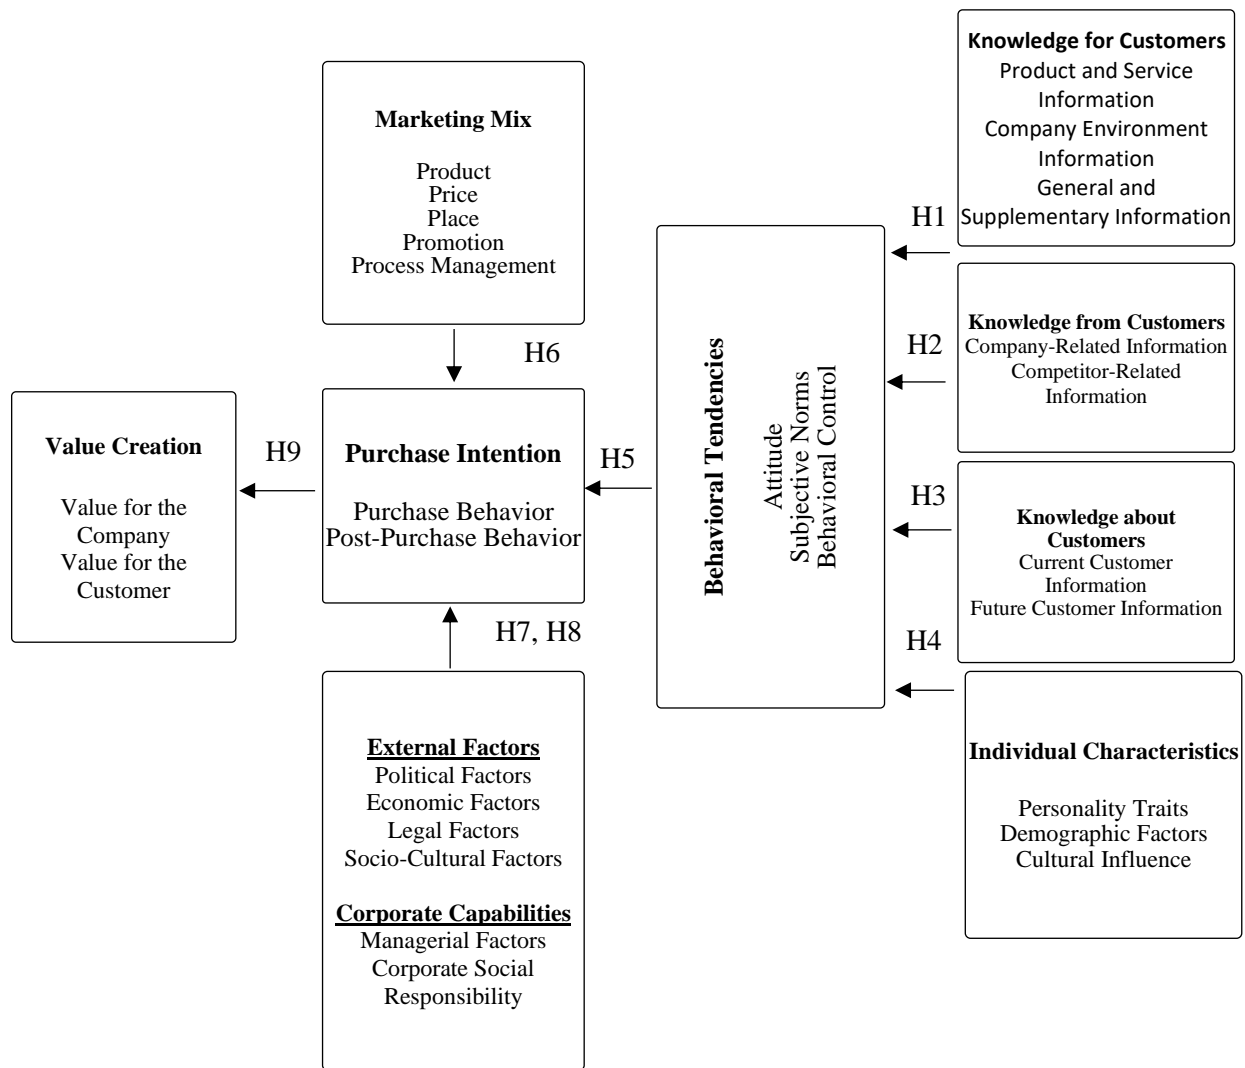 Knowledge for Customers
Product and Service
Information
Company Environment
Information
General and
Supplementary Information
Marketing Mix
Product
Price
Place
Promotion
Process Management
H1
H6
Knowledge from Customers
Company-Related Information
Competitor-Related
Information
H2
Behavioral Tendencies
Attitude
Subjective Norms
Behavioral Control
Value Creation
Value for the
Company
Value for the
Customer
H9
Purchase Intention
Purchase Behavior
Post-Purchase Behavior
H5
H3
Knowledge about
Customers
Current Customer
Information
Future Customer Information
H7, H8
H4
External Factors
Political Factors
Economic Factors
Legal Factors
Socio-Cultural Factors
Corporate Capabilities
Managerial Factors
Corporate Social
Responsibility
Individual Characteristics
Personality Traits
Demographic Factors
Cultural Influence